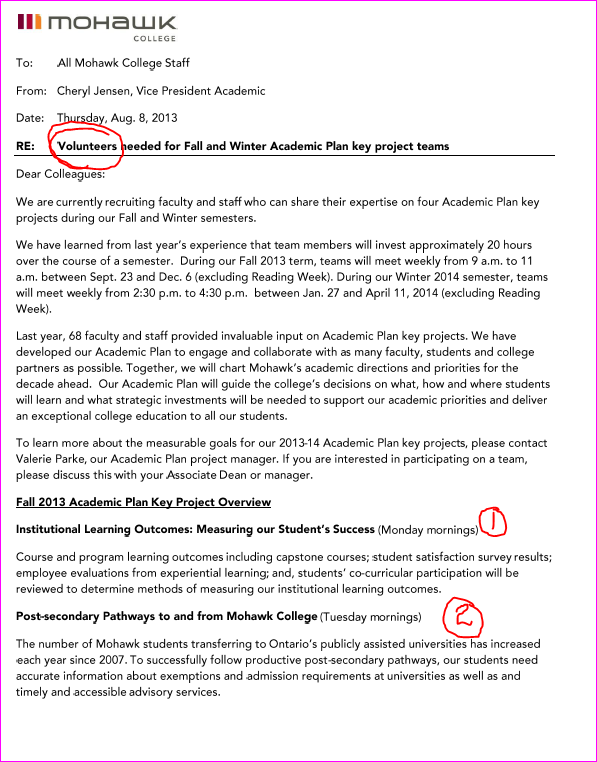 mohawk
COLLEGE
To: All Mohawk College Staff
From: Cheryl Jensen, Vice President Academic
Date: Thursday, Aug. 8, 2013
RE: Volunteers needed for Fall and Winter Academic Plan key project teams
Dear Colleagues:
We are currently recruiting faculty and staff who can share their expertise on four Academic Plan key
projects during our Fall and Winter semesters.
We have learned from last year's experience that team members will invest approximately 20 hours
over the course of a semester. During our Fall 2013 term, teams will meet weekly from 9 a.m. to 11
a.m. between Sept. 23 and Dec. 6 (excluding Reading Week). During our Winter 2014 semester, teams
will meet weekly from 2:30 p.m. to 4:30 p.m. between Jan. 27 and April 11, 2014 (excluding Reading
Week).
Last year, 68 faculty and staff provided invaluable input on Academic Plan key projects. We have
developed our Academic Plan to engage and collaborate with as many faculty, students and college
partners as possible. Together, we will chart Mohawk's academic directions and priorities for the
decade ahead. Our Academic Plan will guide the college's decisions on what, how and where students
will learn and what strategic investments will be needed to support our academic priorities and deliver
an exceptional college education to all our students.
To learn more about the measurable goals for our 2013-14 Academic Plan key projects, please contact
Valerie Parke, our Academic Plan project manager. If you are interested in participating on a team,
please discuss this with your Associate Dean or manager.
Fall 2013 Academic Plan Key Project Overview
Institutional Learning Outcomes: Measuring our Student's Success (Monday mornings) 1
Course and program learning outcomes including capstone courses; student satisfaction survey results;
employee evaluations from experiential learning; and, students' co-curricular participation will be
reviewed to determine methods of measuring our institutional learning outcomes.
Post-secondary Pathways to and from Mohawk College (Tuesday mornings) 2
The number of Mohawk students transferring to Ontario's publicly assisted universities has increased
each year since 2007. To successfully follow productive post-secondary pathways, our students need
accurate information about exemptions and admission requirements at universities as well as and
timely and accessible advisory services.